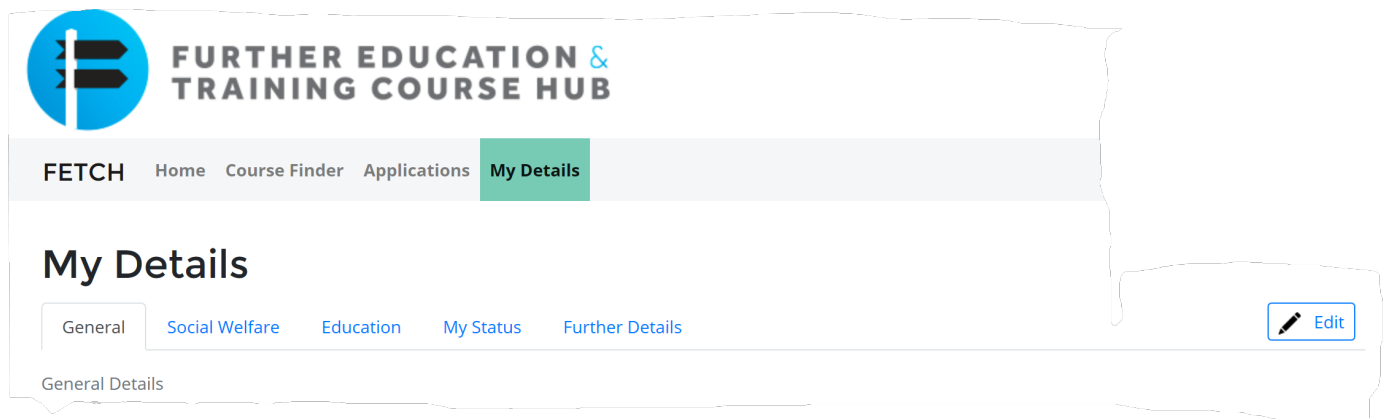 FURTHER EDUCATION &
TRAINING COURSE HUB
FETCH Home Course Finder Applications My Details
My Details
General Social Welfare Education My Status Further Details Edit
General Details